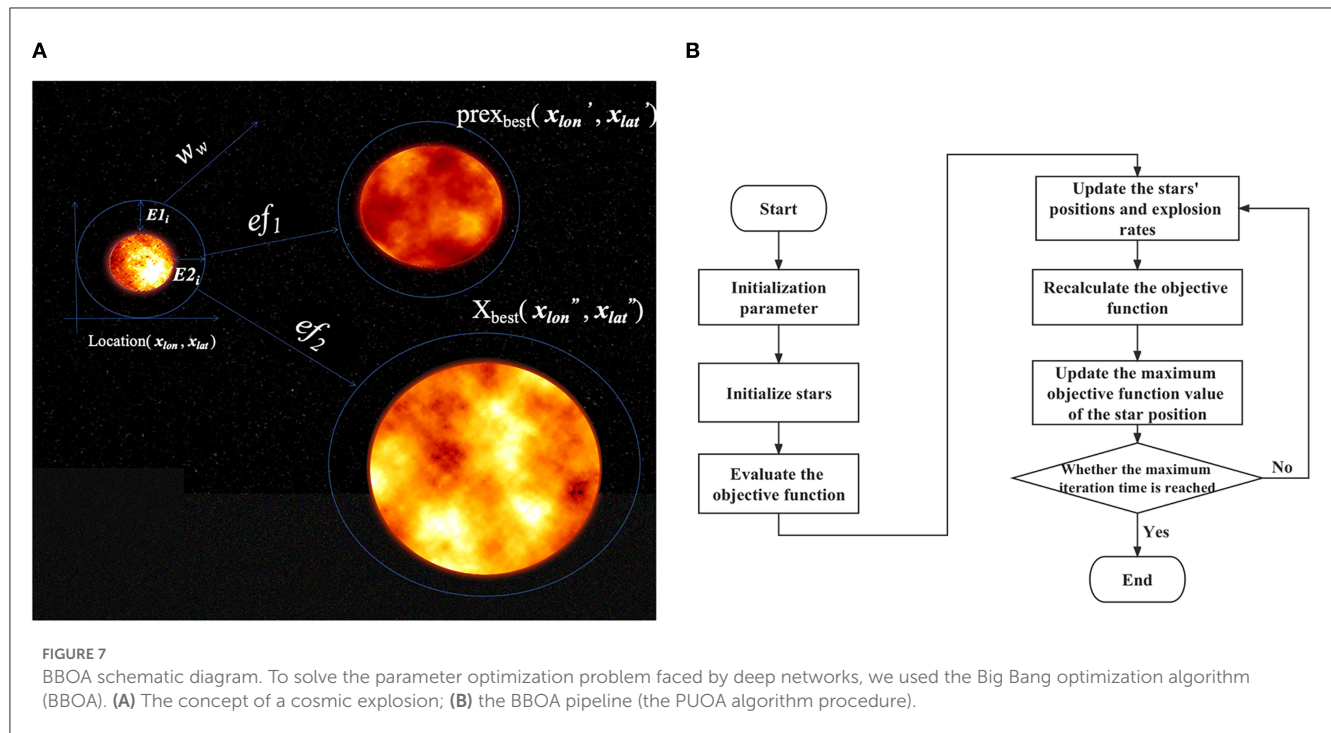 A
prex_best(x_lon', x_lat')
w_w
E1_i
ef_1
E2_i
X_best(x_lon", x_lat")
ef_2
Location(x_lon, x_lat)
B
Start
Initialization
parameter
Initialize stars
Evaluate the
objective function
Update the stars'
positions and explosion
rates
Recalculate the objective
function
Update the maximum
objective function value
of the star position
Whether the maximum
iteration time is reached
No
Yes
End
FIGURE 7
BBOA schematic diagram. To solve the parameter optimization problem faced by deep networks, we used the Big Bang optimization algorithm
(BBOA). (A) The concept of a cosmic explosion; (B) the BBOA pipeline (the PUOA algorithm procedure).